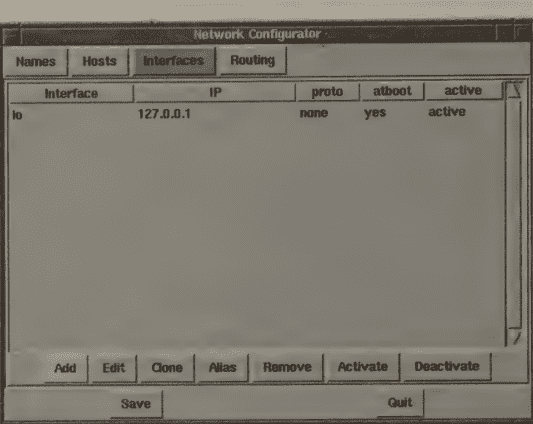 Network Configurator
Names Hosts Interfaces Routing
Interface IP proto atboot active
lo 127.0.0.1 none yes active
Add Edit Clone Alias Remove Activate Deactivate
Save Quit